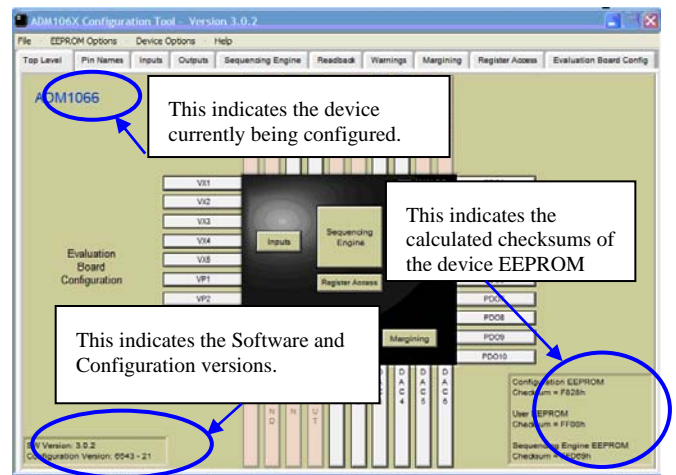 ADM106X Configuration Tool - Version 3.0.2
File EEPROM Options Device Options Help
Top Level Pin Names Inputs Outputs Sequencing Engine Readback Warnings Margining Register Access Evaluation Board Config
ADM1066
This indicates the device
currently being configured.
VX1
VX2
VX3
VX4
VX5
VP1
VP2
Evaluation
Board
Configuration
Inputs
Sequencing
Engine
Register Access
This indicates the
calculated checksums of
the device EEPROM
PDO8
PDO9
PDO10
Margining
This indicates the Software and
Configuration versions.
SW Version: 3.0.2
Configuration Version: 6643 - 21
Configuration EEPROM
Checksum = F828h
User EEPROM
Checksum = FF00h
Sequencing Engine EEPROM